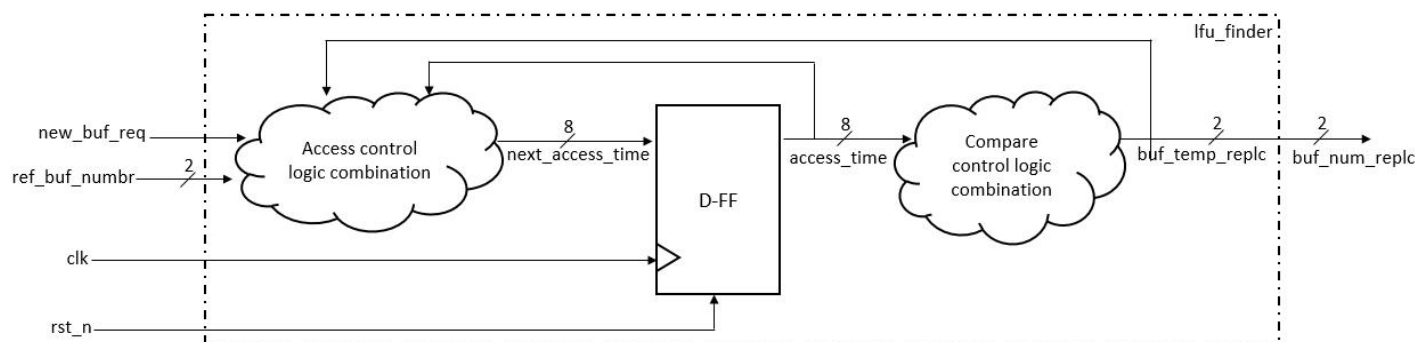 lfu_finder
new_buf_req
ref_buf_numbr
2
Access control
logic combination
8
next_access_time
D-FF
8
access_time
Compare
control logic
combination
2
buf_temp_replc
2
buf_num_replc
clk
rst_n